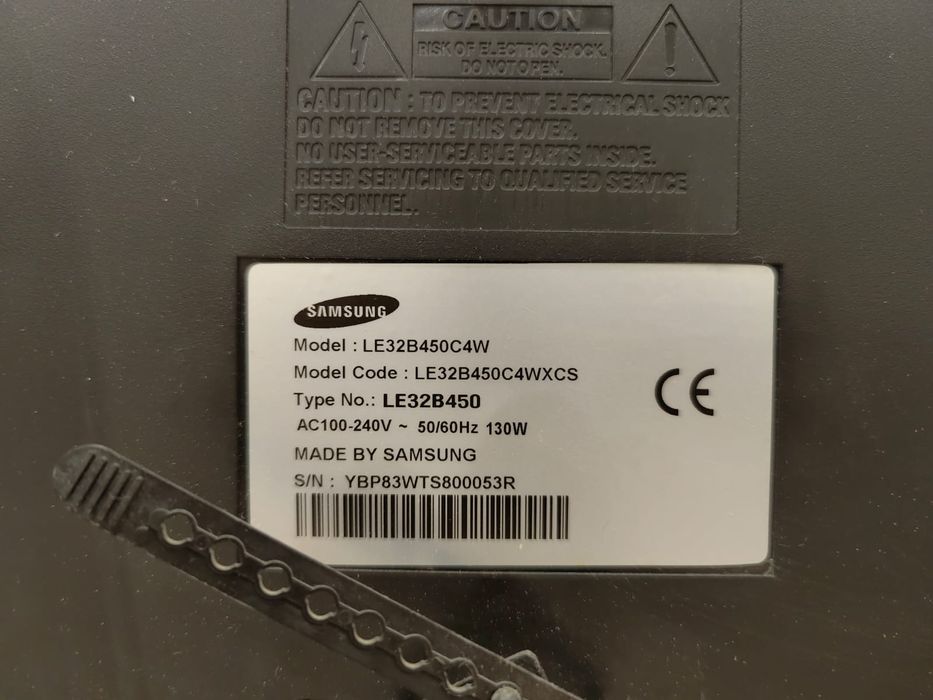 CAUTION
RISK OF ELECTRIC SHOCK.
DO NOT OPEN.
CAUTION : TO PREVENT ELECTRICAL SHOCK
DO NOT REMOVE THIS COVER.
NO USER-SERVICEABLE PARTS INSIDE.
REFER SERVICING TO QUALIFIED SERVICE
PERSONNEL.
SAMSUNG
Model : LE32B450C4W
Model Code : LE32B450C4WXCS
Type No.: LE32B450
AC100-240V ~ 50/60Hz 130W
MADE BY SAMSUNG
S/N : YBP83WTS800053R
CE